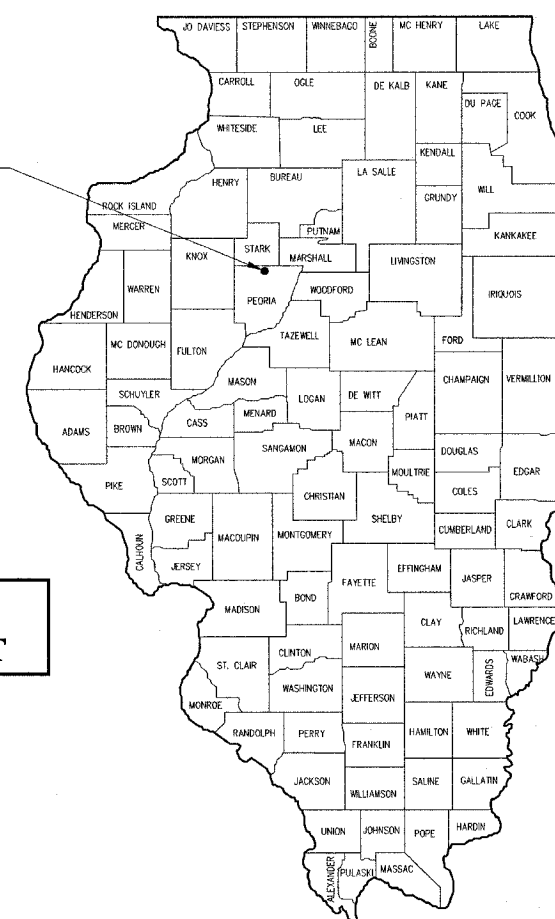 JO DAVIESS STEPHENSON WINNEBAGO BOONE MC HENRY LAKE
CARROLL OGLE DE KALB KANE
DU PAGE COOK
WHITESIDE LEE
KENDALL
HENRY BUREAU LA SALLE WILL
ROCK ISLAND GRUNDY
MERCER PUTNAM
STARK KANKAKEE
KNOX MARSHALL LIVINGSTON
WARREN PEORIA WOODFORD IRIQUOIS
HENDERSON
TAZEWELL MC LEAN FORD
MC DONOUGH FULTON
HANCOCK
MASON CHAMPAIGN VERMILLION
SCHUYLER LOGAN DE WITT
ADAMS BROWN CASS MENARD PIATT
MACON
MORGAN SANGAMON DOUGLAS
PIKE SCOTT MOULTRIE EDGAR
CHRISTIAN COLES
GREENE SHELBY
CALHOUN MACOUPIN MONTGOMERY CUMBERLAND CLARK
JERSEY FAYETTE EFFINGHAM JASPER
BOND CRAWFORD
MADISON CLAY RICHLAND LAWRENCE
CLINTON MARION
ST. CLAIR WAYNE EDWARDS WABASH
WASHINGTON JEFFERSON
MONROE
RANDOLPH PERRY HAMILTON WHITE
FRANKLIN
JACKSON SALINE GALLATIN
WILLIAMSON
UNION JOHNSON POPE HARDIN
ALEXANDER PULASKI MASSAC
T